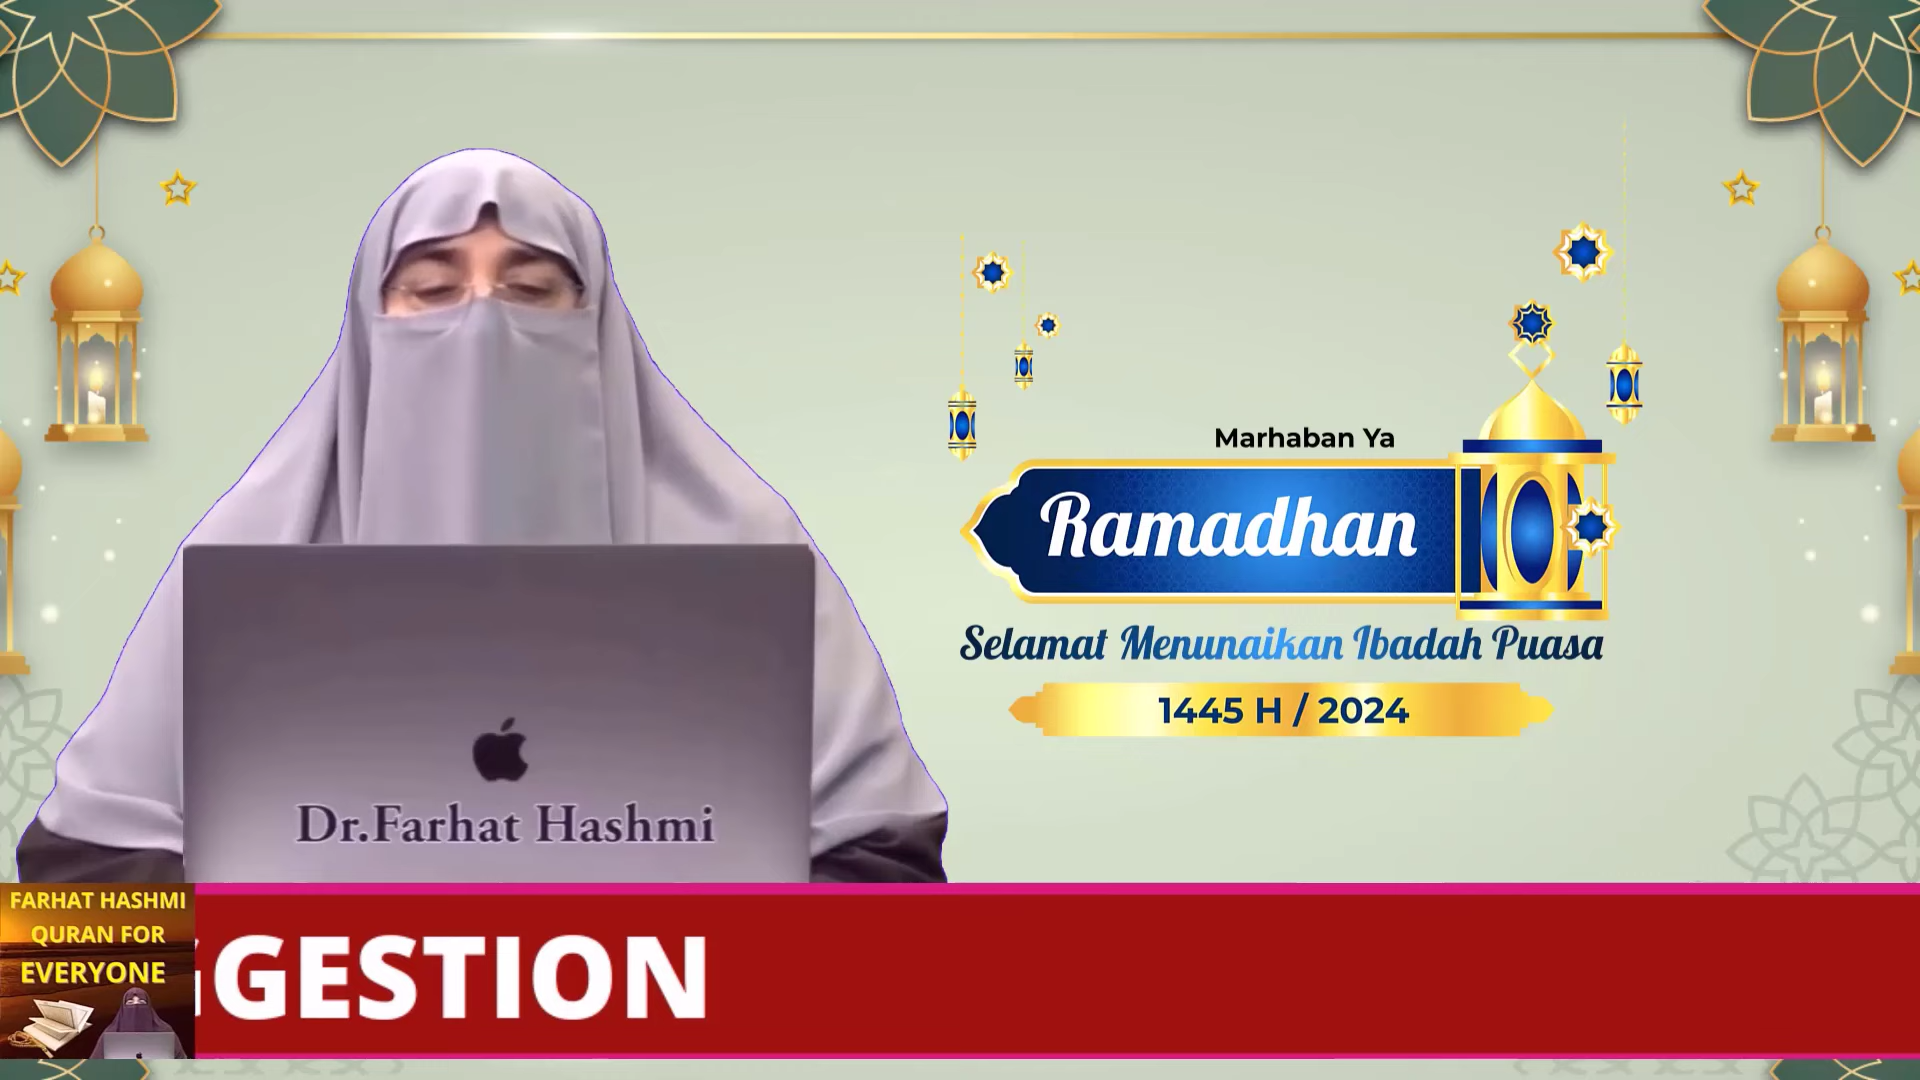 Marhaban Ya
Ramadhan
Selamat Menunaikan Ibadah Puasa
1445 H / 2024
Dr.Farhat Hashmi
FARHAT HASHMI
QURAN FOR
EVERYONE
GESTION